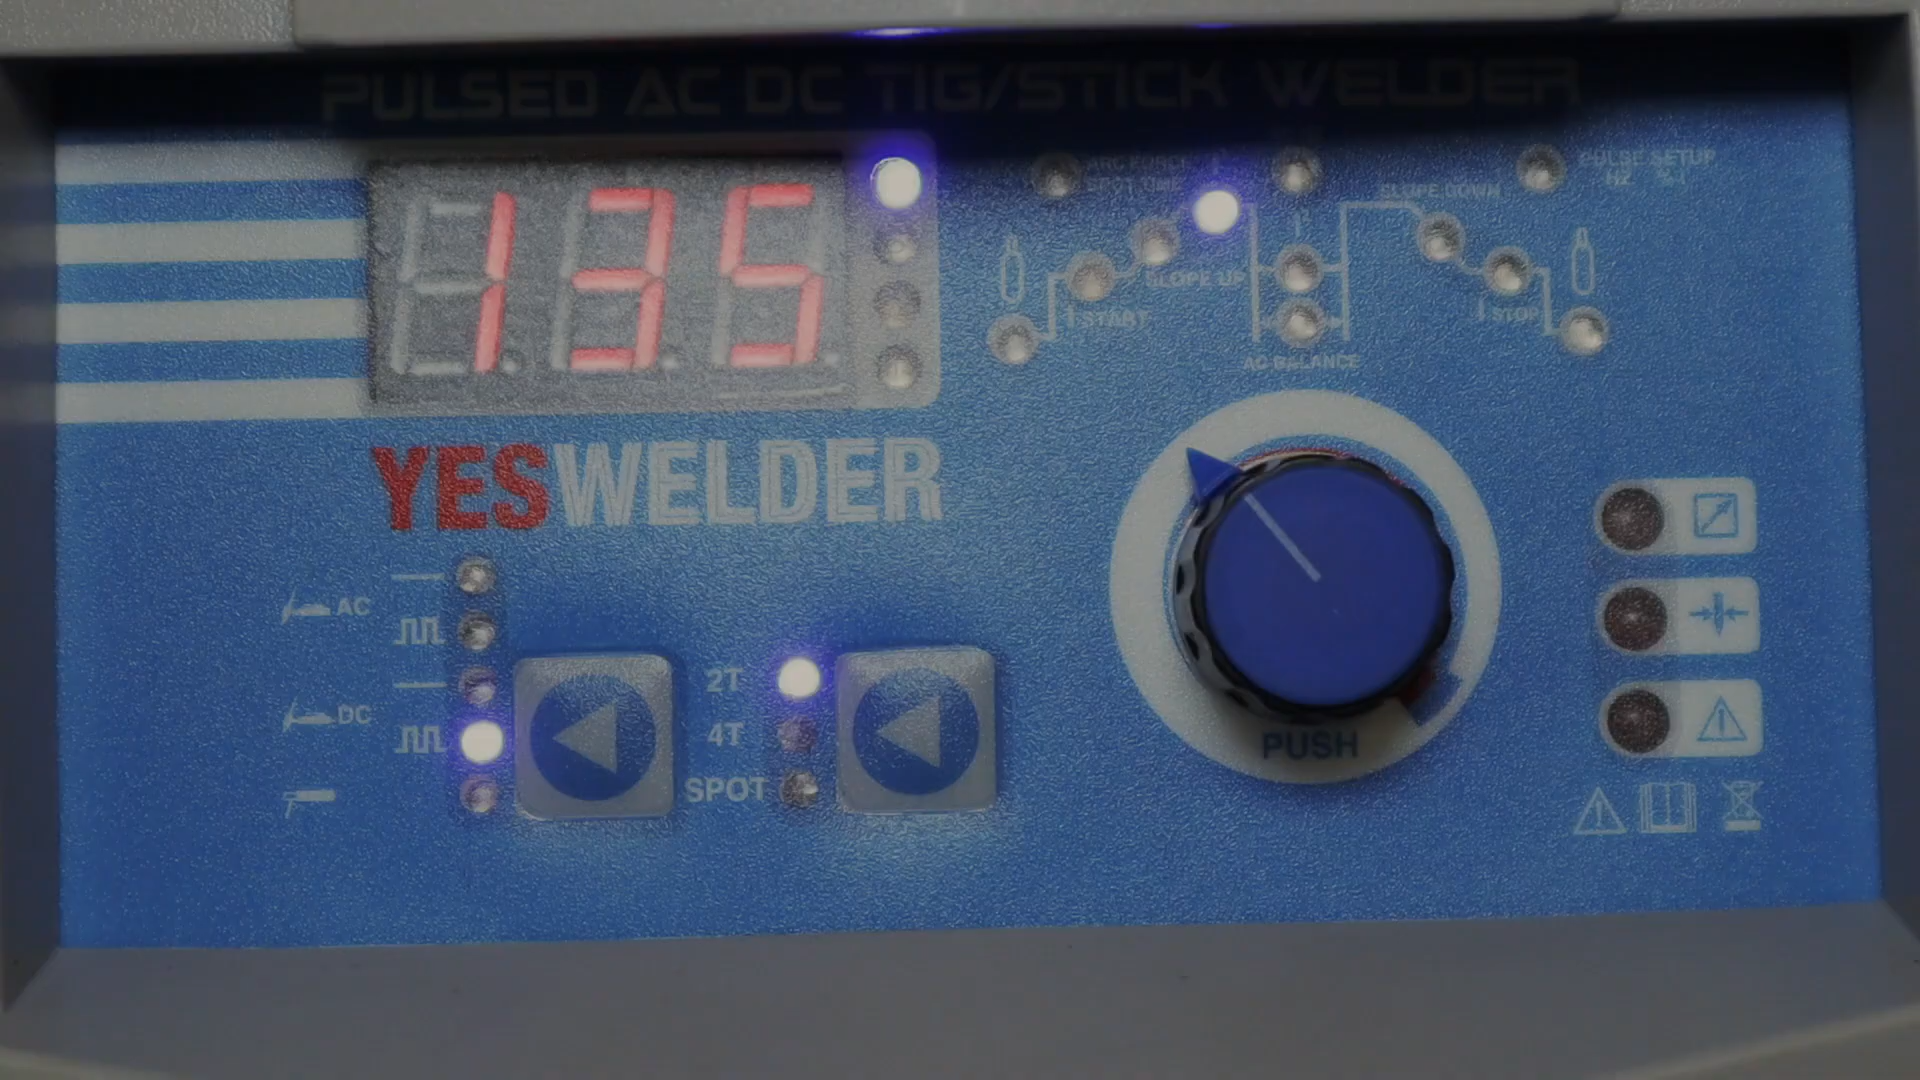 PULSED AC DC TIG/STICK WELDER
135
ARC FORCE
SPOT TIME
PULSE SETUP
HZ %I
SLOPE DOWN
SLOPE UP
I START
I STOP
AC BALANCE
YESWELDER
AC
DC
2T
4T
SPOT
PUSH